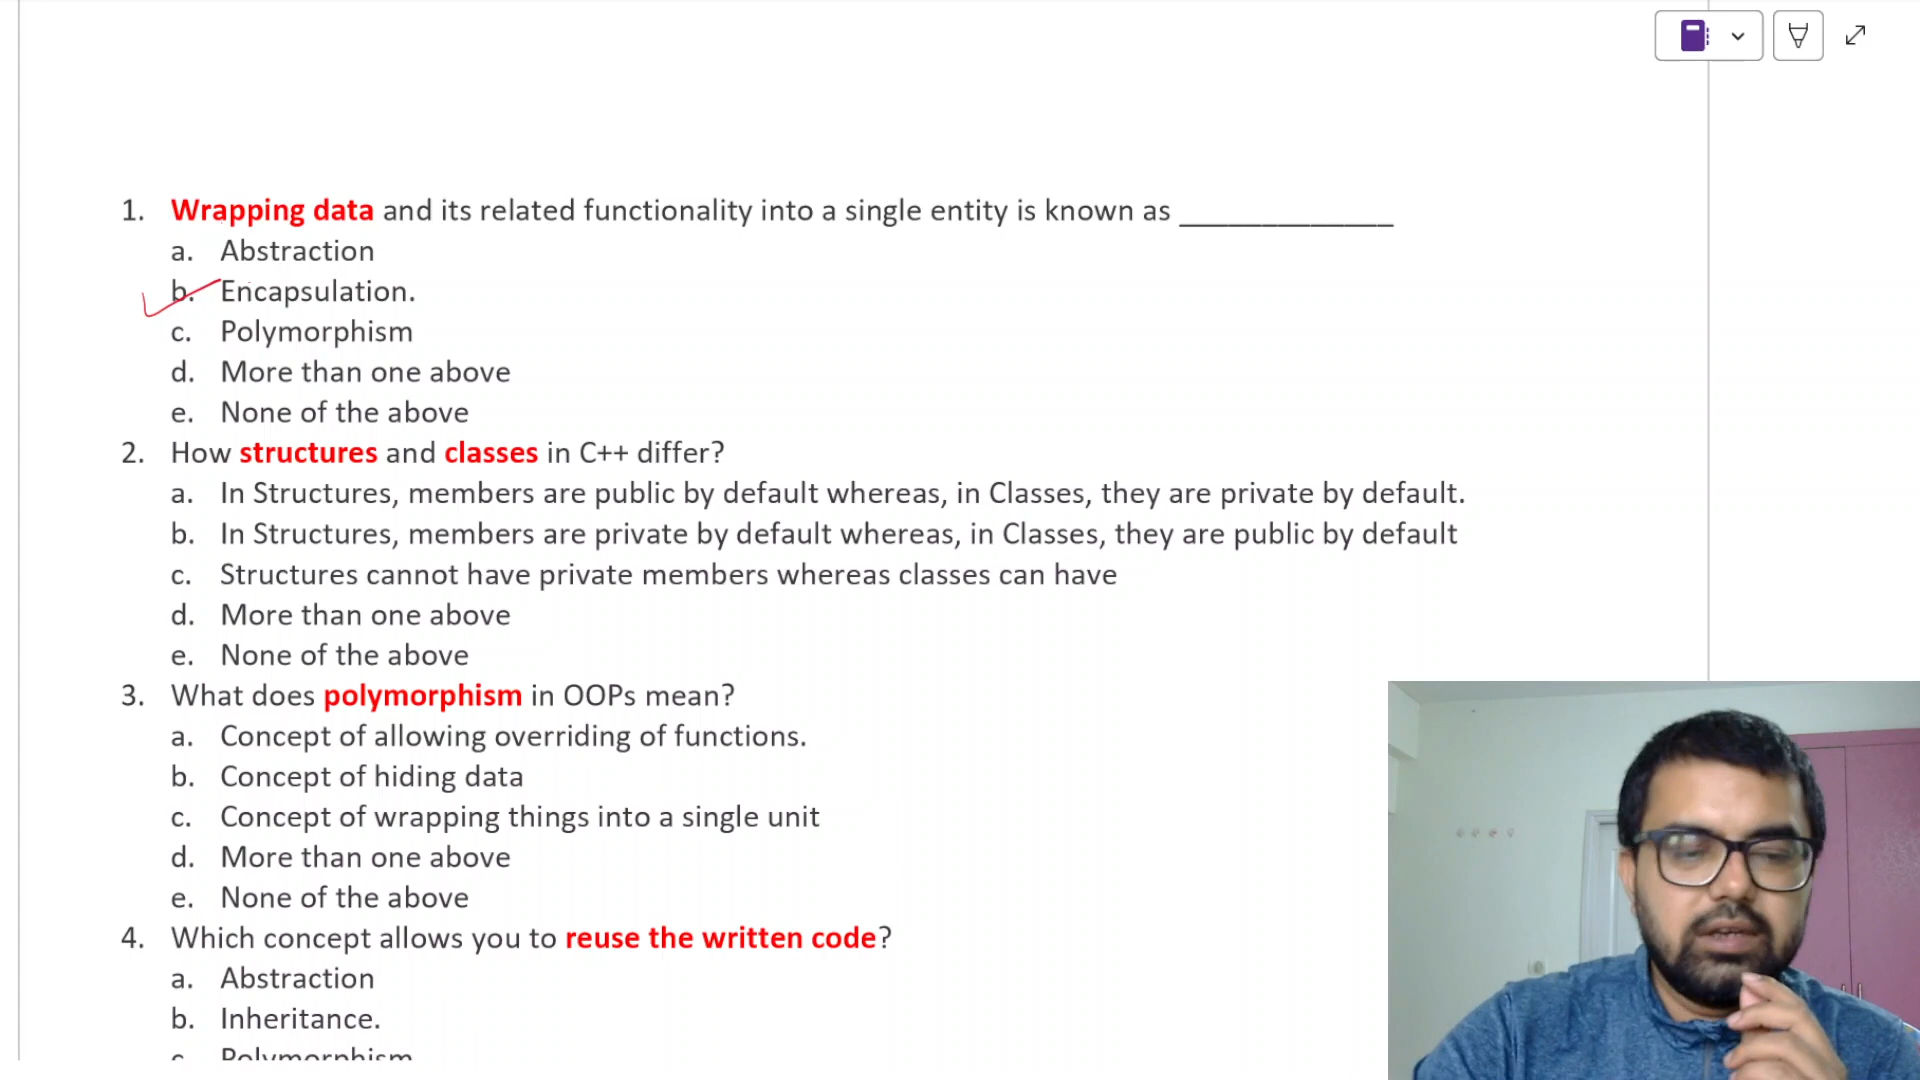 1. Wrapping data and its related functionality into a single entity is known as _____________
a. Abstraction
b. Encapsulation.
c. Polymorphism
d. More than one above
e. None of the above
2. How structures and classes in C++ differ?
a. In Structures, members are public by default whereas, in Classes, they are private by default.
b. In Structures, members are private by default whereas, in Classes, they are public by default
c. Structures cannot have private members whereas classes can have
d. More than one above
e. None of the above
3. What does polymorphism in OOPs mean?
a. Concept of allowing overriding of functions.
b. Concept of hiding data
c. Concept of wrapping things into a single unit
d. More than one above
e. None of the above
4. Which concept allows you to reuse the written code?
a. Abstraction
b. Inheritance.
c. Polymorphism